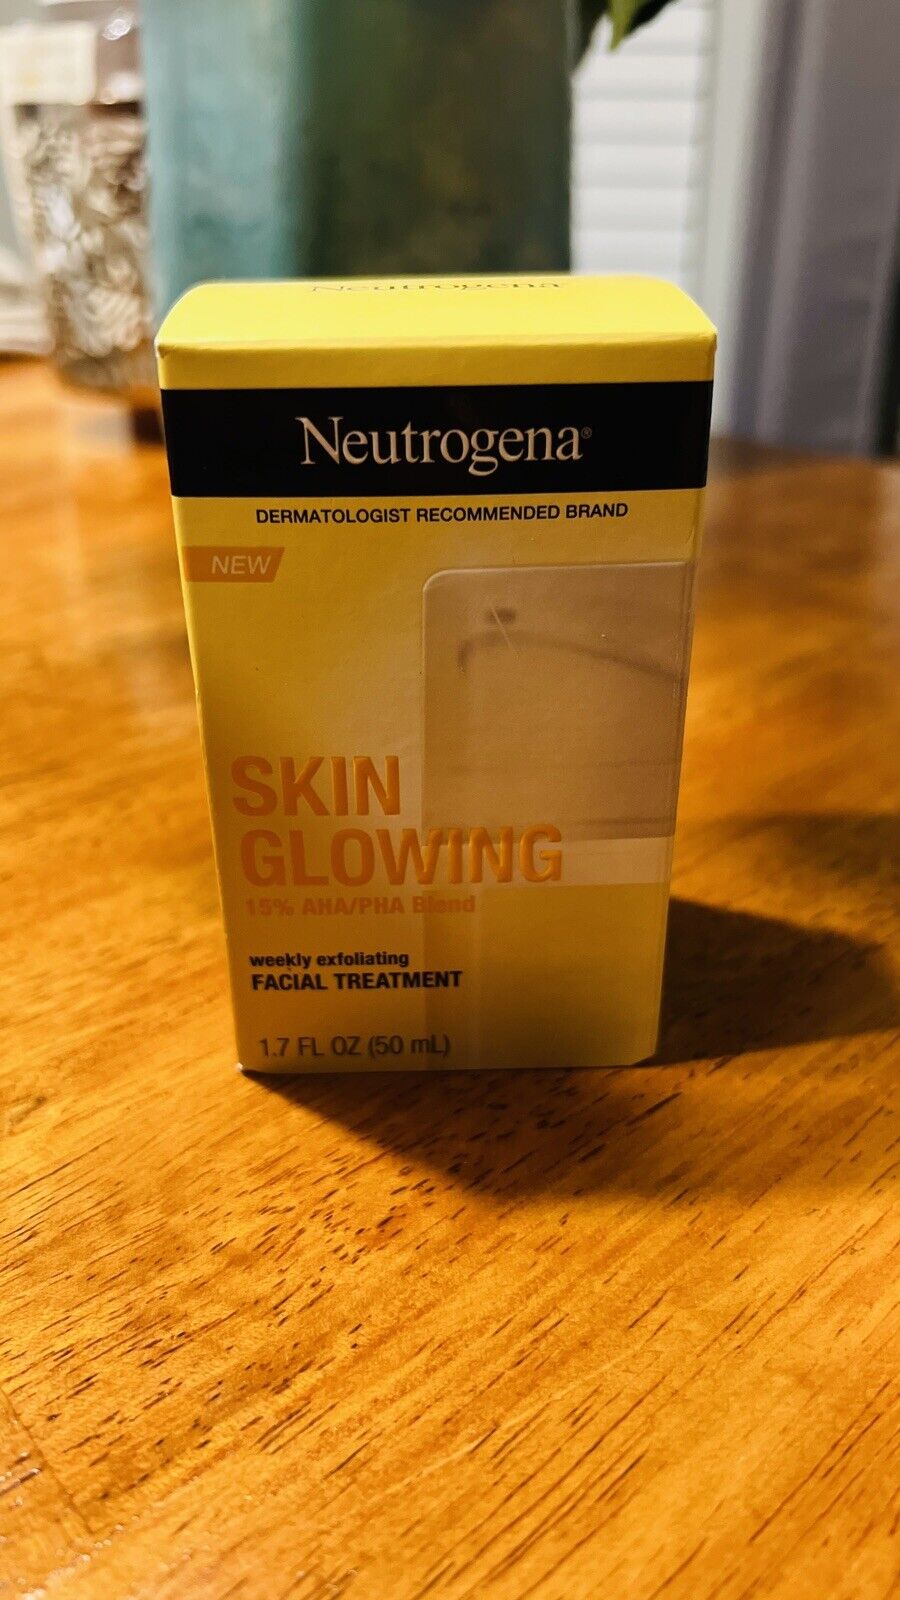 Neutrogena
Neutrogena®
DERMATOLOGIST RECOMMENDED BRAND
NEW
SKIN
GLOWING
15% AHA/PHA Blend
weekly exfoliating
FACIAL TREATMENT
1.7 FL OZ (50 mL)